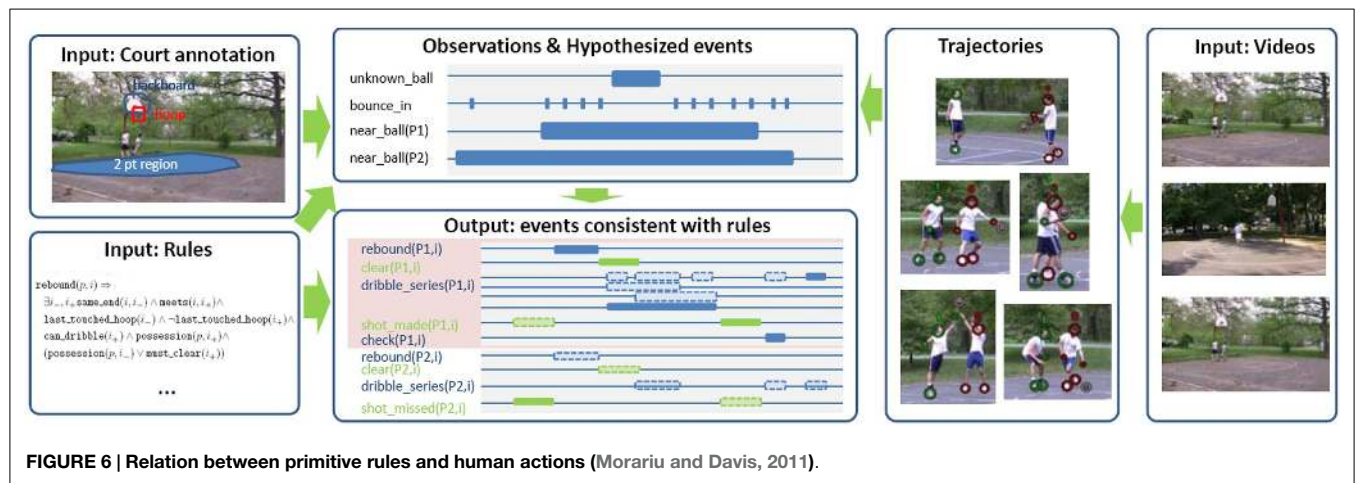 Input: Court annotation
backboard
hoop
2 pt region
Input: Rules
rebound(p, i) ⇒
∃i₋, i₊ same_end(i, i₋) ∧ meets(i, i₊)∧
last_touched_hoop(i₋) ∧ ¬last_touched_hoop(i₊)∧
can_dribble(i₊) ∧ possession(p, i₊)∧
(possession(p, i₋) ∨ must_clear(i₊))
...
Observations & Hypothesized events
unknown_ball
bounce_in
near_ball(P1)
near_ball(P2)
Output: events consistent with rules
rebound(P1,i)
clear(P1,i)
dribble_series(P1,i)
shot_made(P1,i)
check(P1,i)
rebound(P2,i)
clear(P2,i)
dribble_series(P2,i)
shot_missed(P2,i)
Trajectories
Input: Videos
FIGURE 6 | Relation between primitive rules and human actions (Morariu and Davis, 2011).